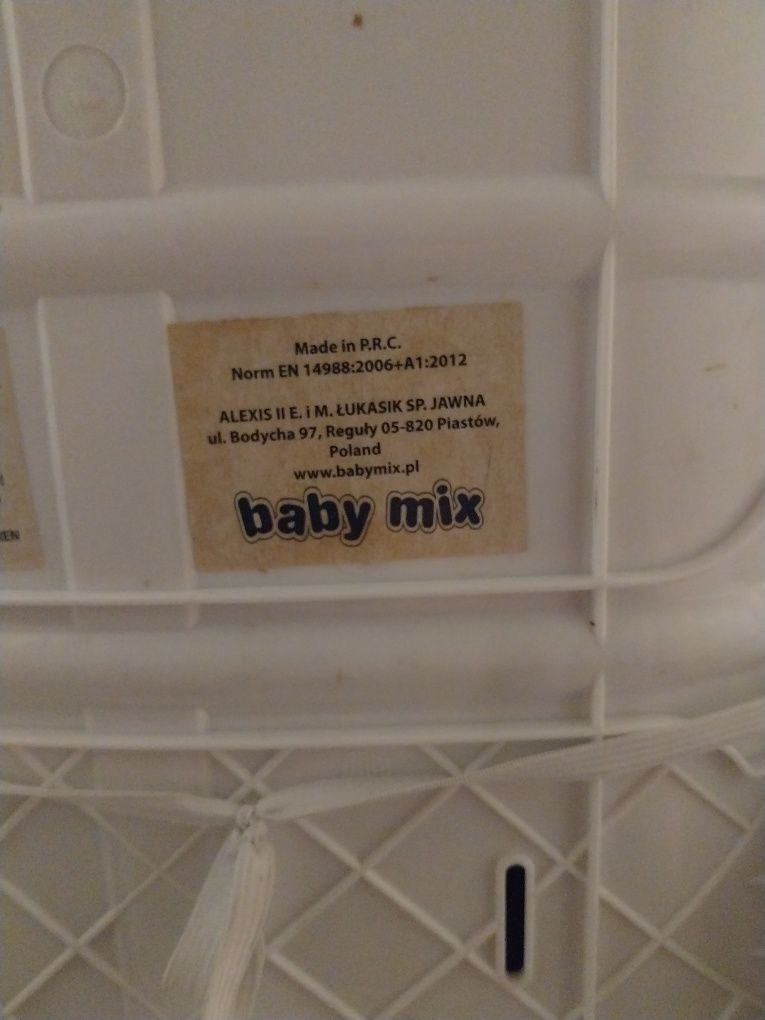 Made in P.R.C.
Norm EN 14988:2006+A1:2012
ALEXIS II E. i M. ŁUKASIK SP. JAWNA
ul. Bodycha 97, Reguły 05-820 Piastów,
Poland
www.babymix.pl
baby mix